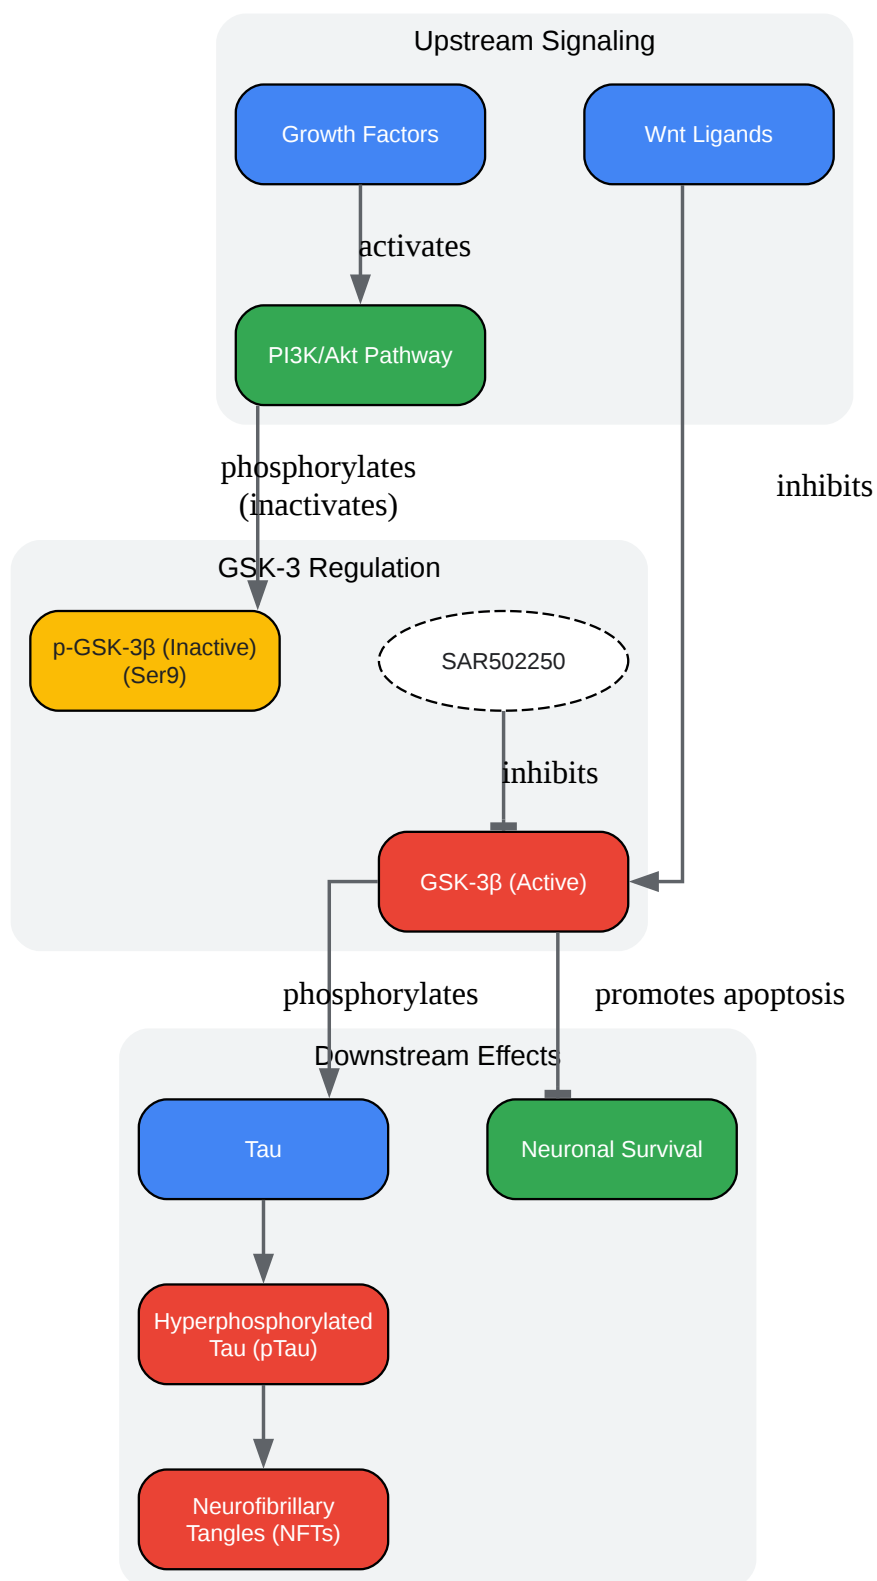 Upstream Signaling
Growth Factors
Wnt Ligands
activates
PI3K/Akt Pathway
phosphorylates
(inactivates)
inhibits
GSK-3 Regulation
p-GSK-3β (Inactive)
(Ser9)
SAR502250
inhibits
GSK-3β (Active)
phosphorylates
promotes apoptosis
Downstream Effects
Tau
Neuronal Survival
Hyperphosphorylated
Tau (pTau)
Neurofibrillary
Tangles (NFTs)